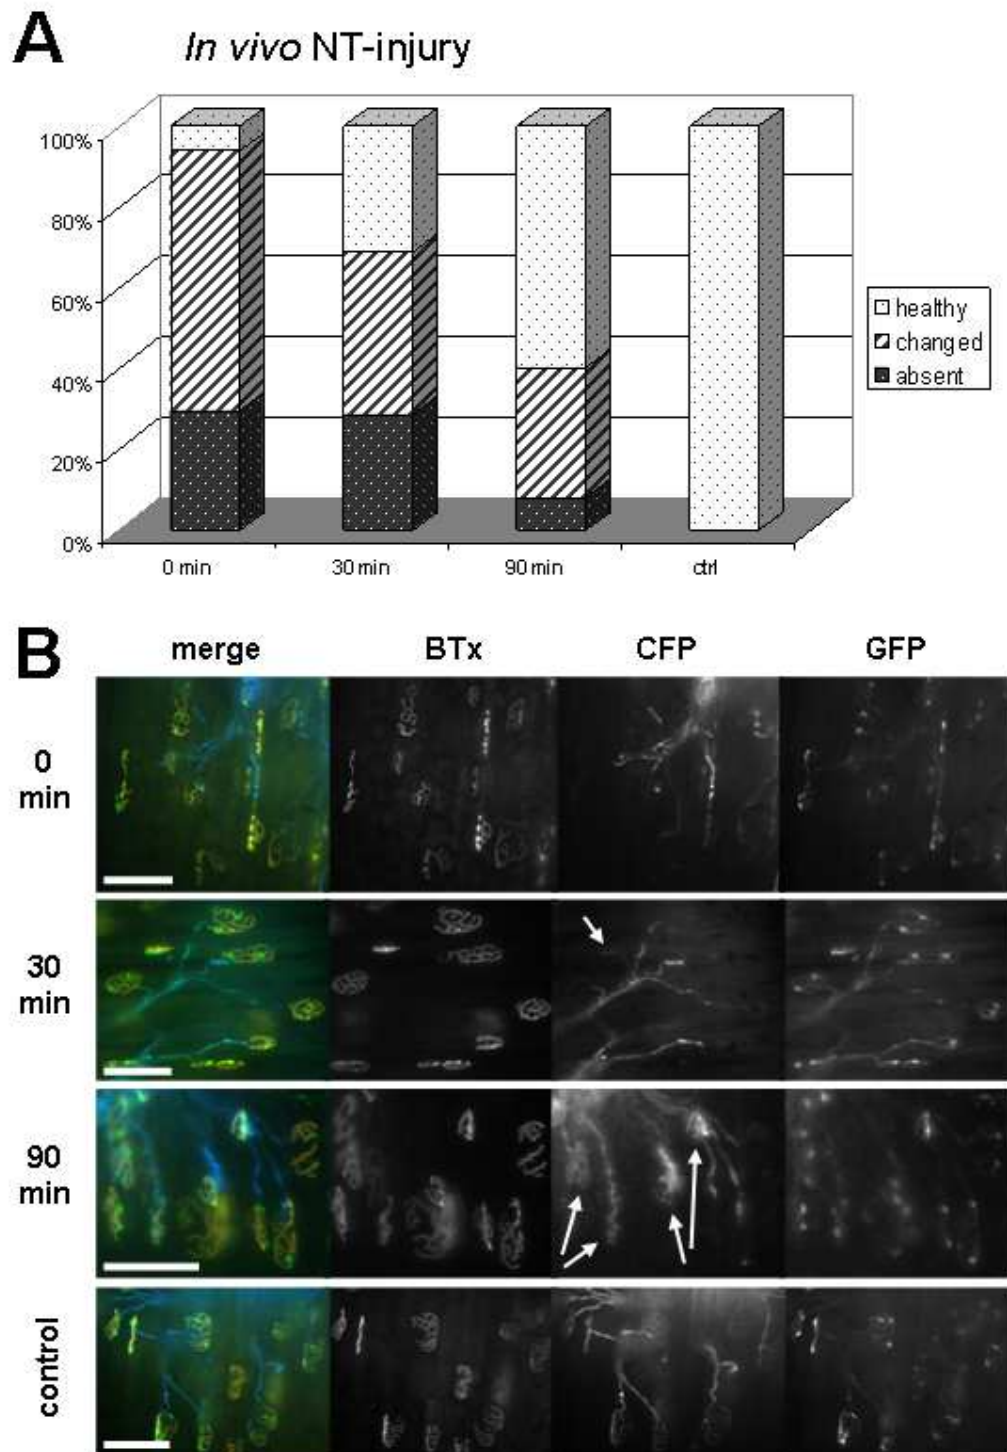 A
In vivo NT-injury
100%
80%
60%
40%
20%
0%
0 min
30 min
90 min
ctrl
healthy
changed
absent
B
merge BTx CFP GFP
0
min
30
min
90
min
control